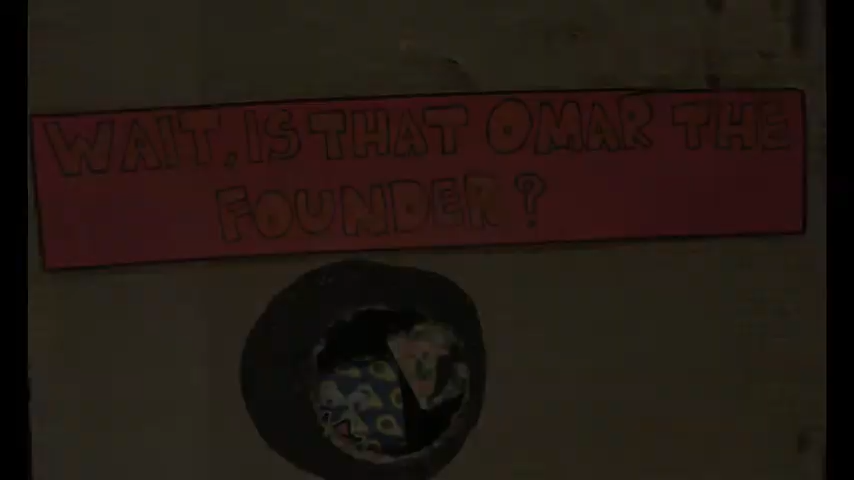 WAIT, IS THAT OMAR THE
FOUNDER?